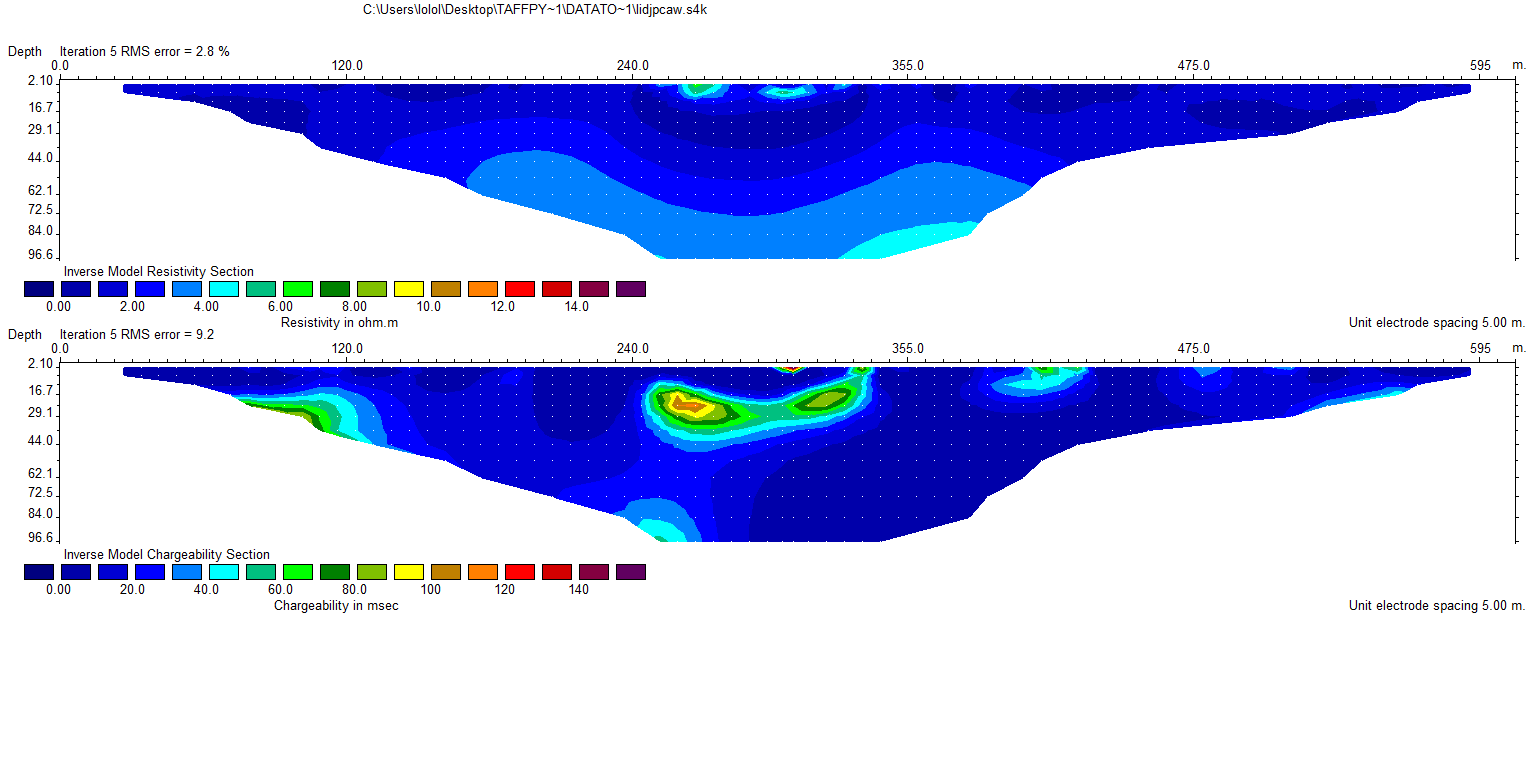 C:\Users\lolol\Desktop\TAFFPY~1\DATATO~1\lidjpcaw.s4k
Depth Iteration 5 RMS error = 2.8 %
0.0 120.0 240.0 355.0 475.0 595 m.
2.10
16.7
29.1
44.0
62.1
72.5
84.0
96.6
Inverse Model Resistivity Section
0.00 2.00 4.00 6.00 8.00 10.0 12.0 14.0
Resistivity in ohm.m
Unit electrode spacing 5.00 m.
Depth Iteration 5 RMS error = 9.2
0.0 120.0 240.0 355.0 475.0 595 m.
2.10
16.7
29.1
44.0
62.1
72.5
84.0
96.6
Inverse Model Chargeability Section
0.00 20.0 40.0 60.0 80.0 100 120 140
Chargeability in msec
Unit electrode spacing 5.00 m.